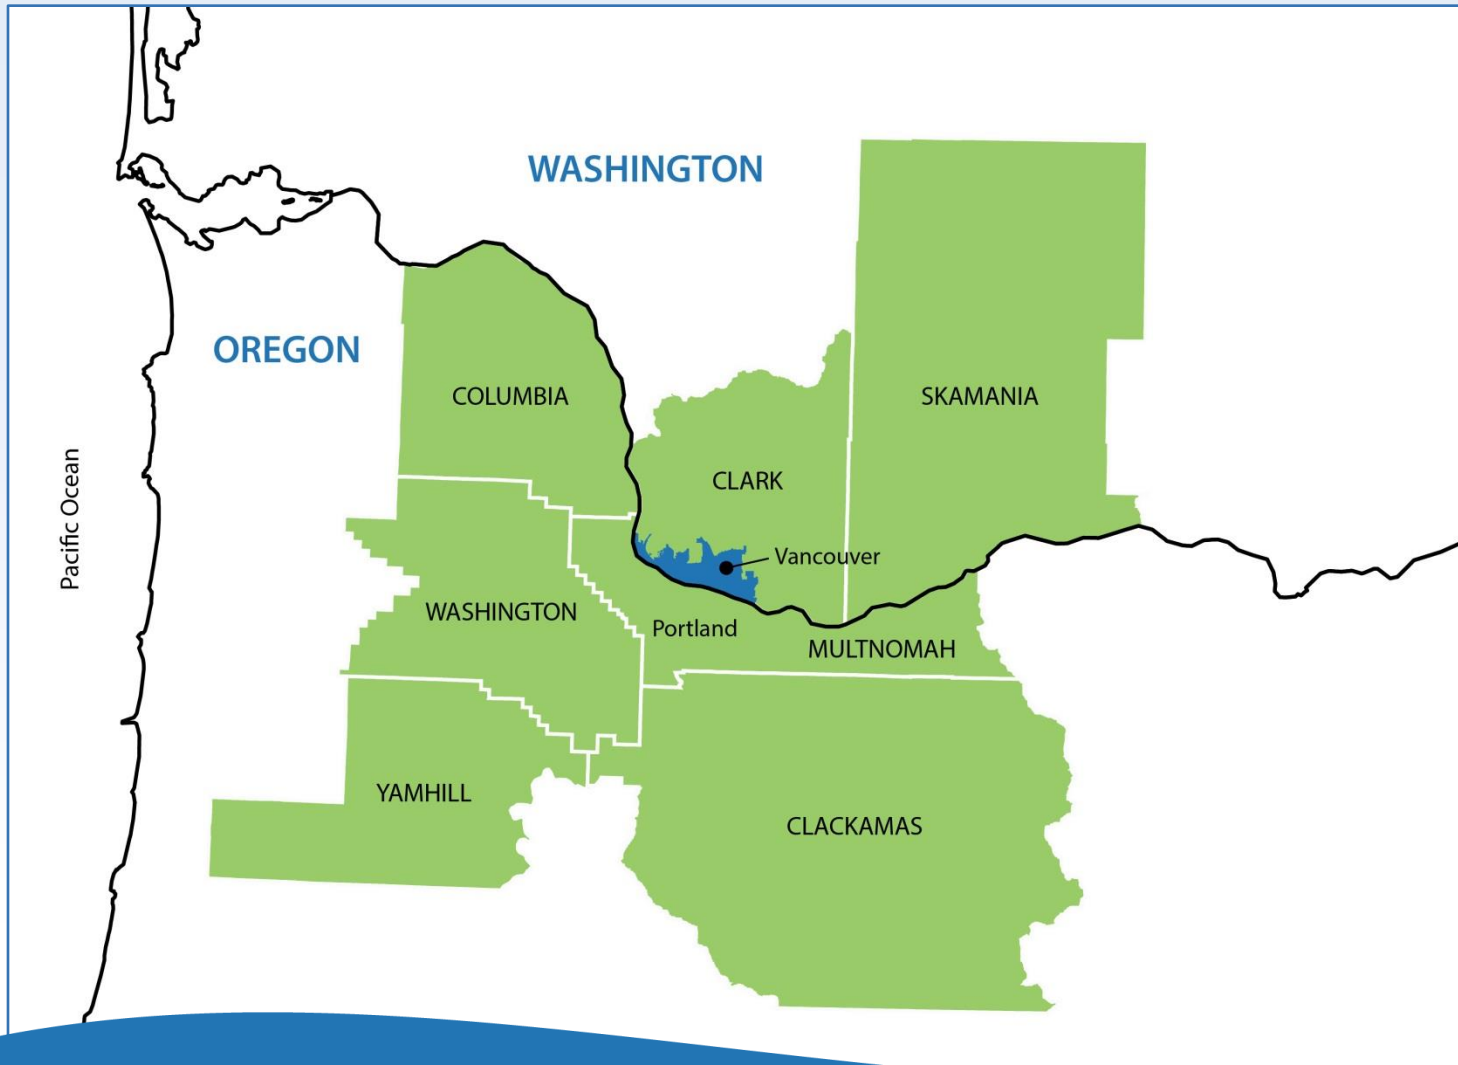 WASHINGTON
OREGON
COLUMBIA
SKAMANIA
CLARK
Pacific Ocean
Vancouver
WASHINGTON
Portland
MULTNOMAH
YAMHILL
CLACKAMAS